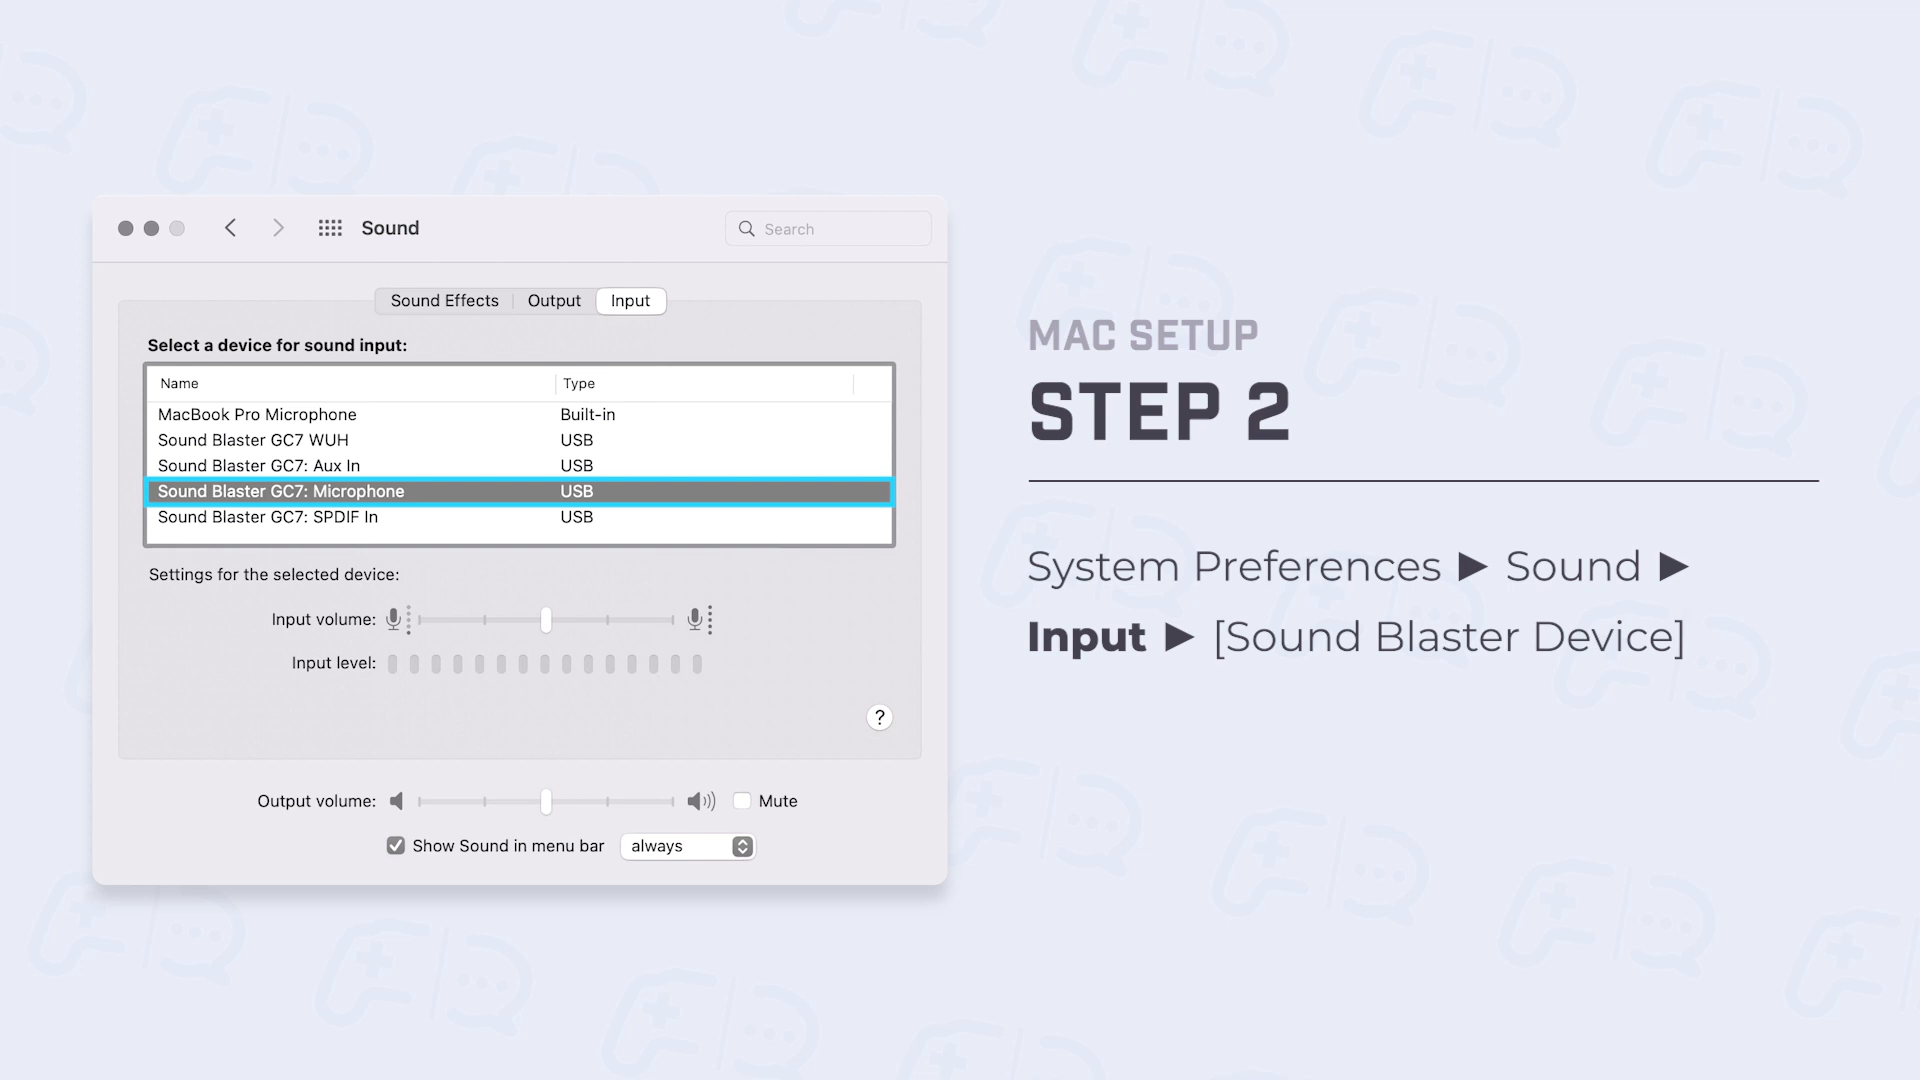 Sound
Search
Sound Effects
Output
Input
Select a device for sound input:
Name Type
MacBook Pro Microphone Built-in
Sound Blaster GC7 WUH USB
Sound Blaster GC7: Aux In USB
Sound Blaster GC7: Microphone USB
Sound Blaster GC7: SPDIF In USB
Settings for the selected device:
Input volume:
Input level:
?
Output volume:
Mute
Show Sound in menu bar always
MAC SETUP
STEP 2
System Preferences ► Sound ►
Input ► [Sound Blaster Device]